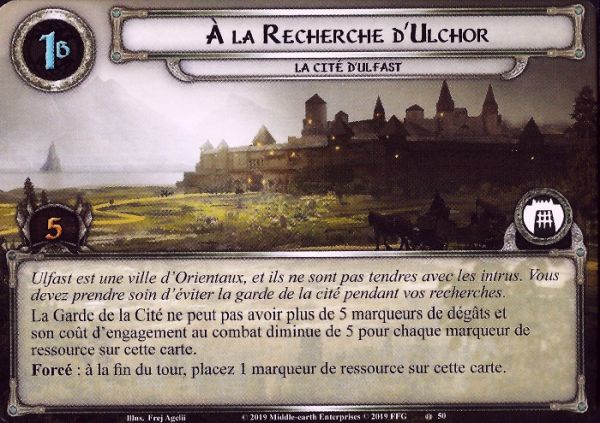 1B
À la Recherche d'Ulchor
La Cité d'Ulfast
5
Ulfast est une ville d'Orientaux, et ils ne sont pas tendres avec les intrus. Vous
devez prendre soin d'éviter la garde de la cité pendant vos recherches.
La Garde de la Cité ne peut pas avoir plus de 5 marqueurs de dégâts et
son coût d'engagement au combat diminue de 5 pour chaque marqueur de
ressource sur cette carte.
Forcé : à la fin du tour, placez 1 marqueur de ressource sur cette carte.
Illus. Frej Agelii © 2019 Middle-earth Enterprises © 2019 FFG 50